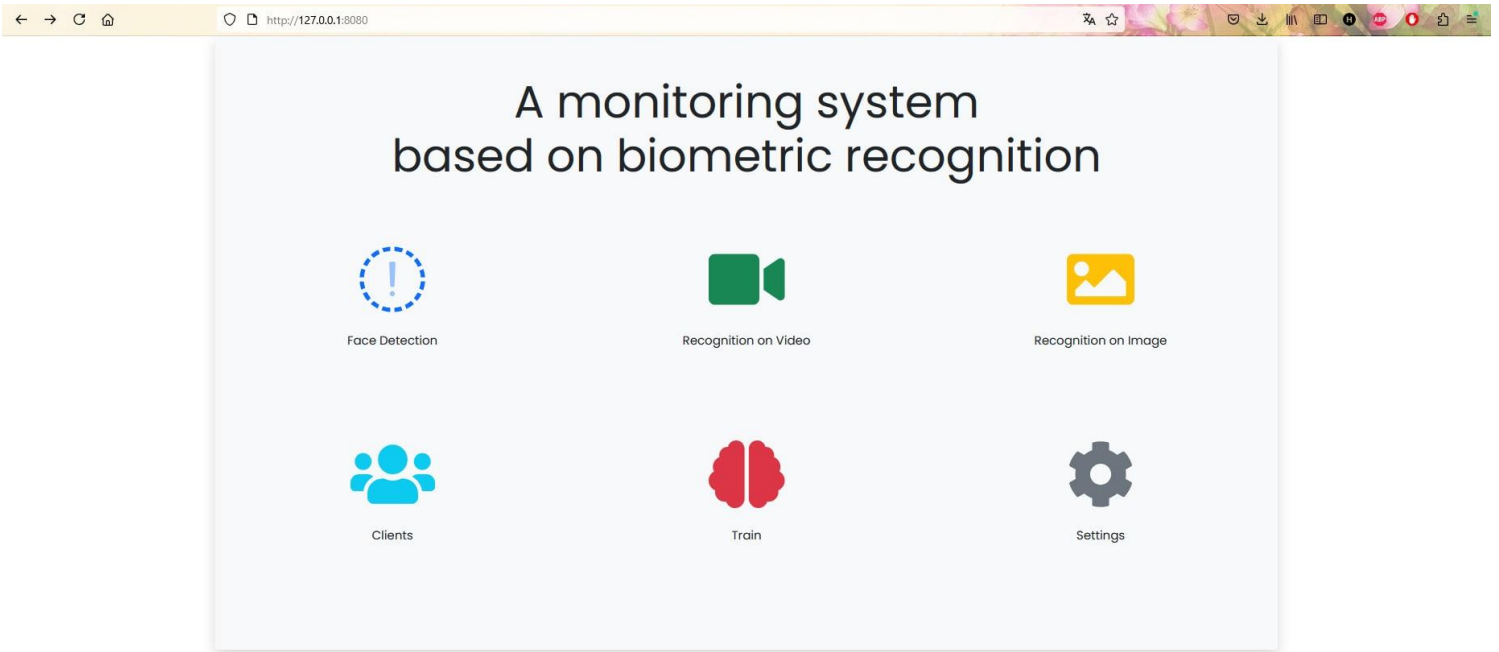 http://127.0.0.1:8080
A monitoring system
based on biometric recognition
Face Detection
Recognition on Video
Recognition on Image
Clients
Train
Settings